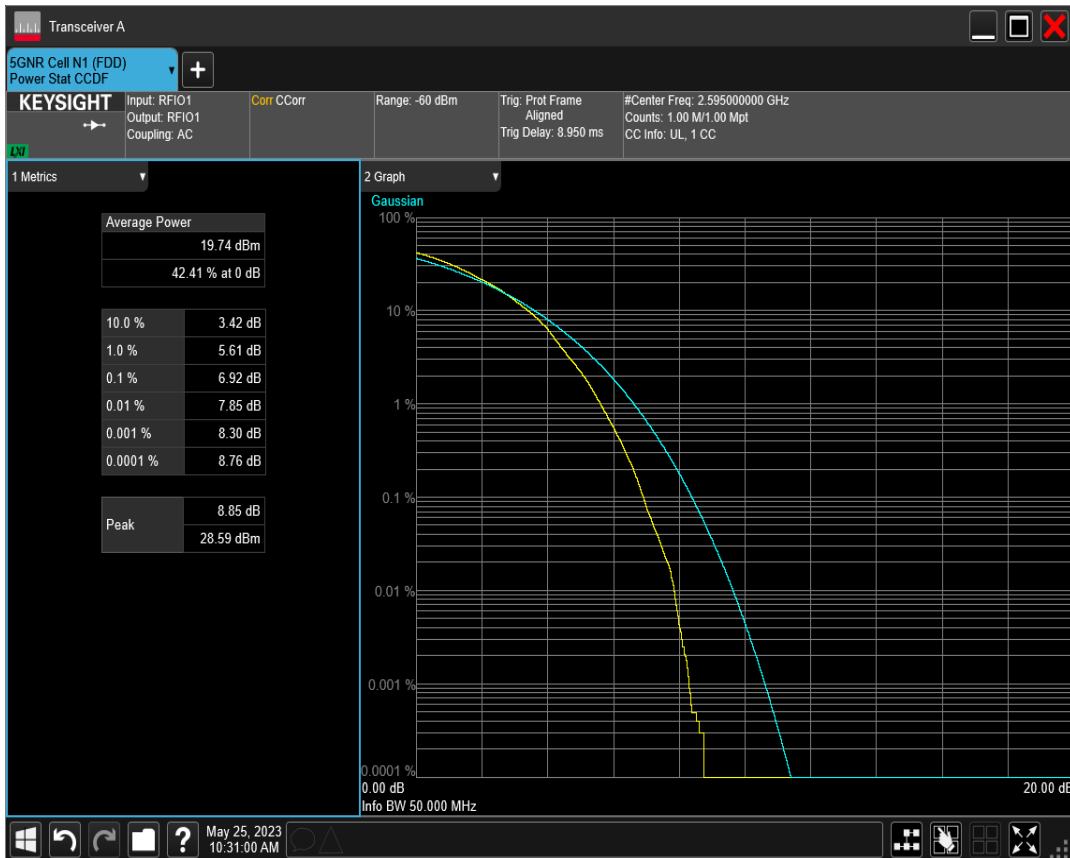 Transceiver A
5GNR Cell N1 (FDD)
Power Stat CCDF
+
KEYSIGHT
LXI
Input: RFIO1
Output: RFIO1
Coupling: AC
Corr CCorr
Range: -60 dBm
Trig: Prot Frame
Aligned
Trig Delay: 8.950 ms
#Center Freq: 2.595000000 GHz
Counts: 1.00 M/1.00 Mpt
CC Info: UL, 1 CC
1 Metrics
Average Power
19.74 dBm
42.41 % at 0 dB
10.0 % 3.42 dB
1.0 % 5.61 dB
0.1 % 6.92 dB
0.01 % 7.85 dB
0.001 % 8.30 dB
0.0001 % 8.76 dB
Peak 8.85 dB
28.59 dBm
2 Graph
Gaussian
100 %
10 %
1 %
0.1 %
0.01 %
0.001 %
0.0001 %
0.00 dB 20.00 dB
Info BW 50.000 MHz
?
May 25, 2023
10:31:00 AM